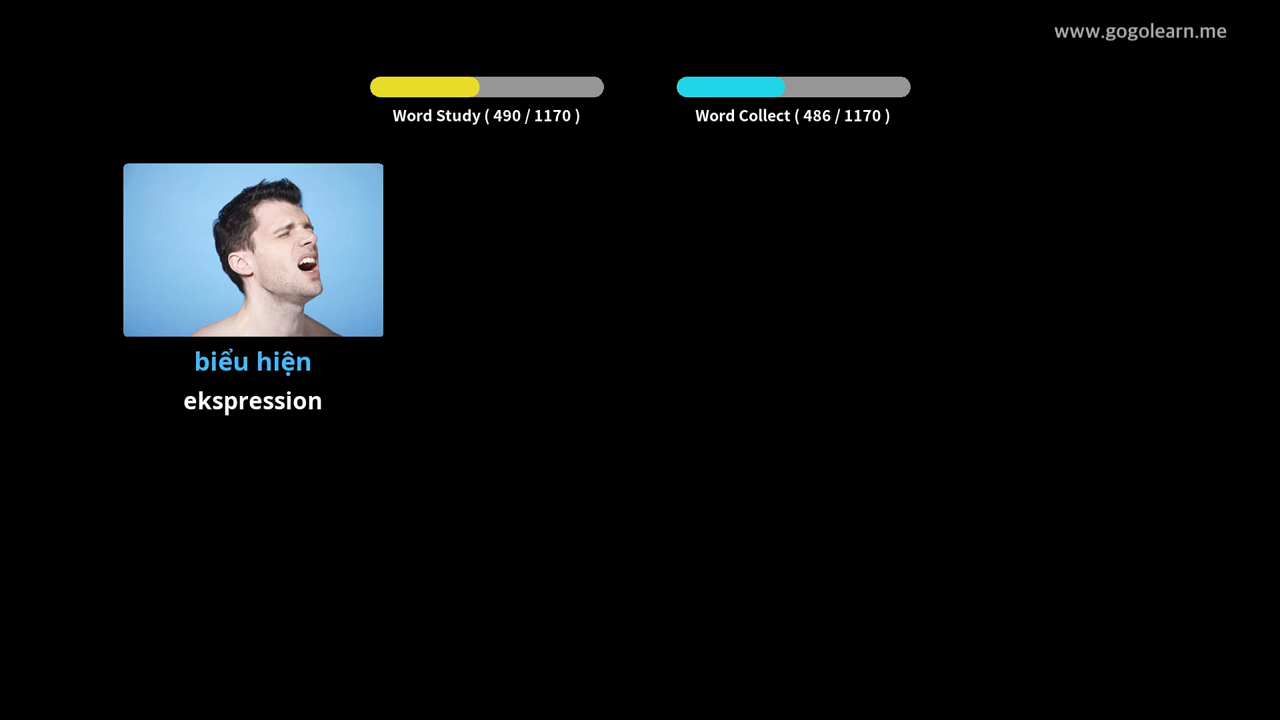 www.gogolearn.me
Word Study ( 490 / 1170 )
Word Collect ( 486 / 1170 )
biểu hiện
ekspression